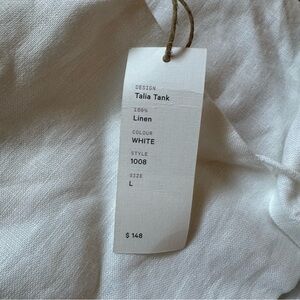 DESIGN
Talia Tank
100%
Linen
COLOUR
WHITE
STYLE
1008
SIZE
L
$ 148